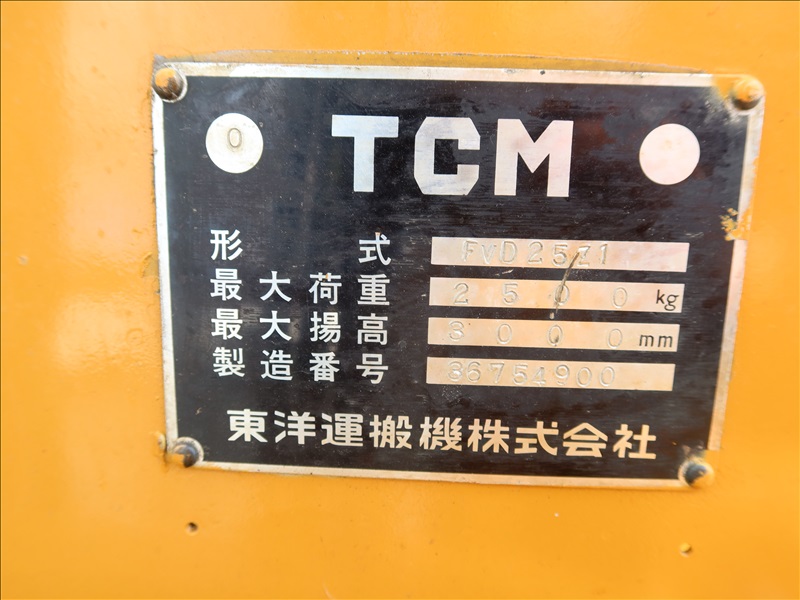 0
TCM
形式 FVD25Z1
最大荷重 2500 kg
最大揚高 3000 mm
製造番号 36754900
東洋運搬機株式会社